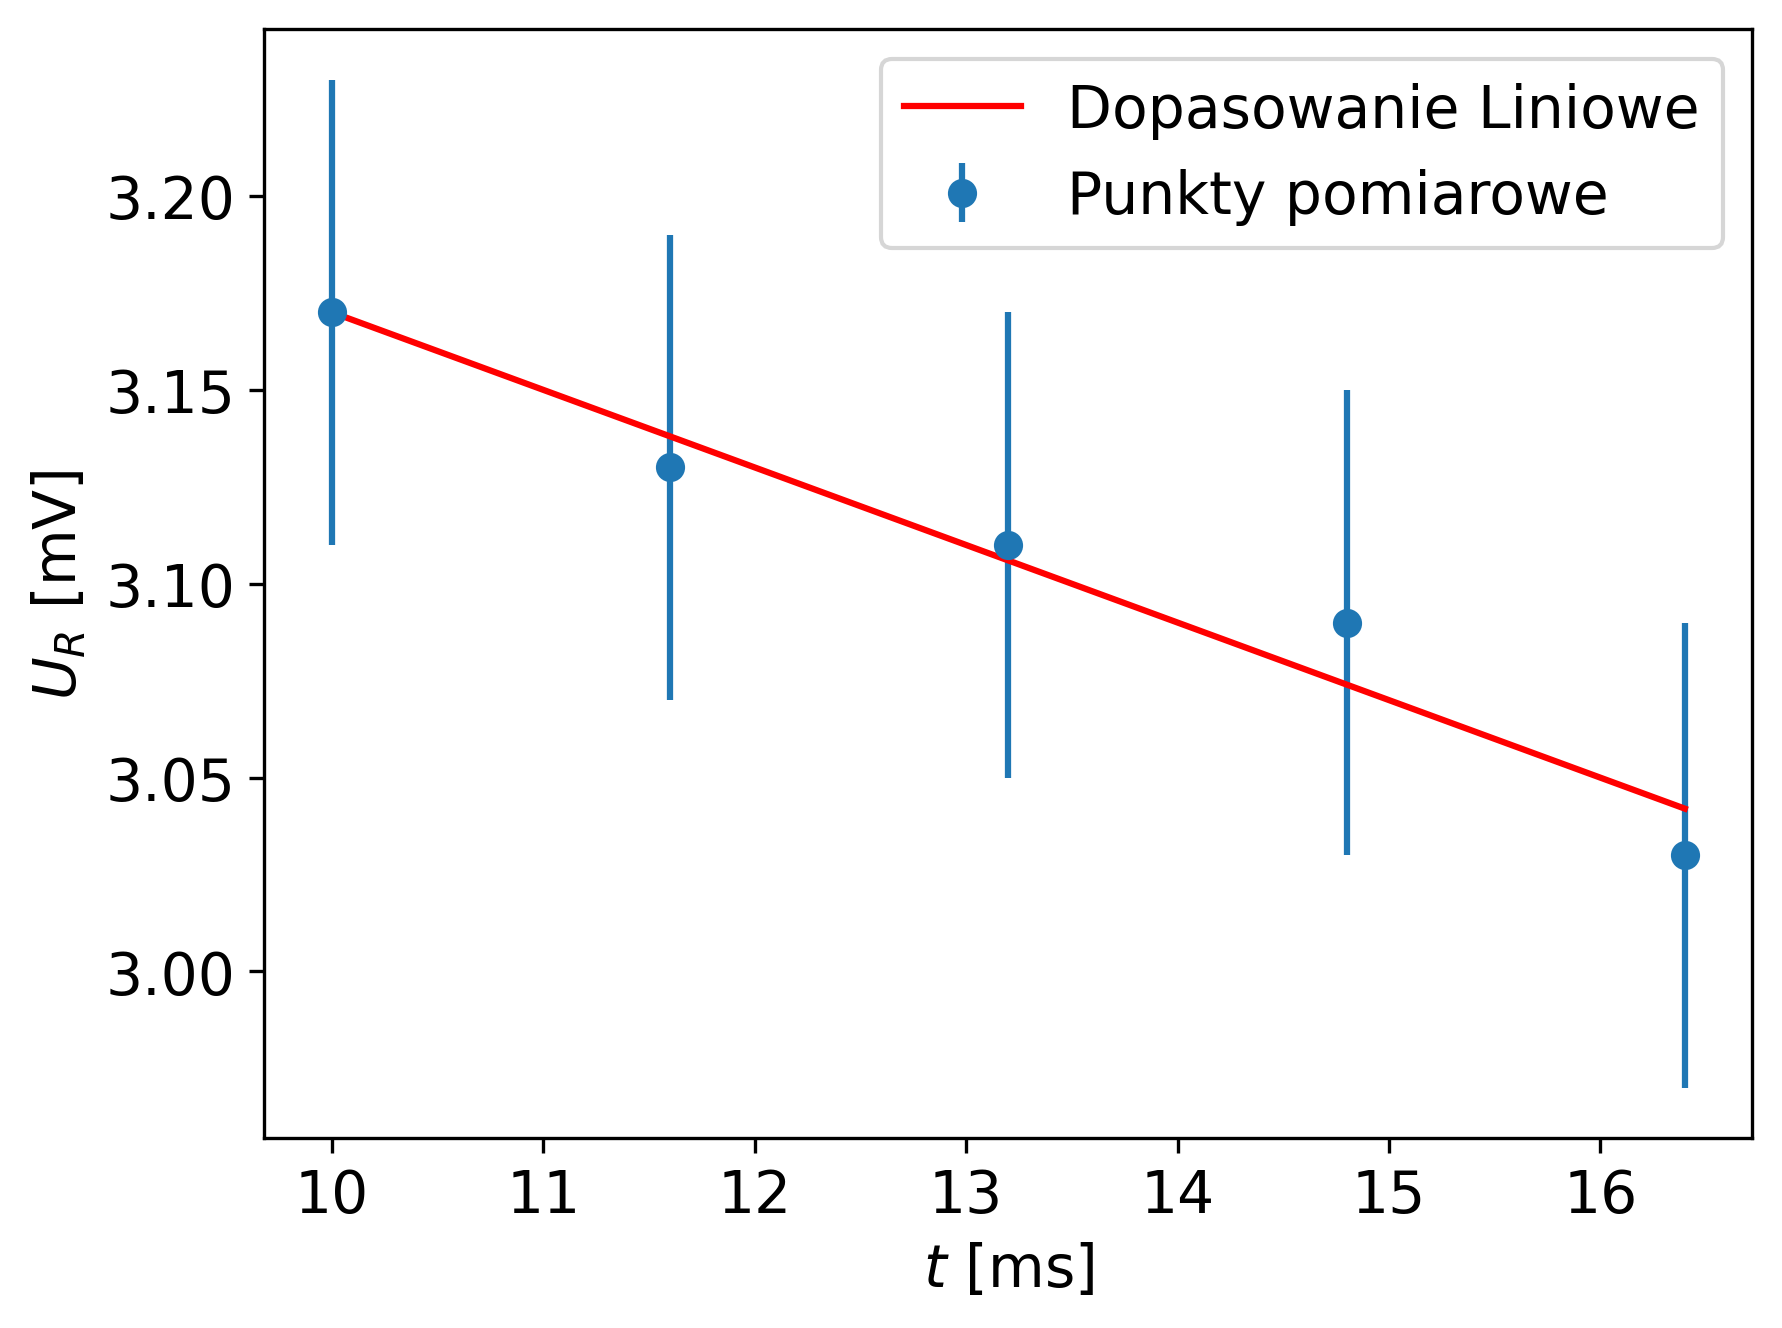 Dopasowanie Liniowe
Punkty pomiarowe
3.20
3.15
3.10
3.05
3.00
U_R [mV]
10 11 12 13 14 15 16
t [ms]